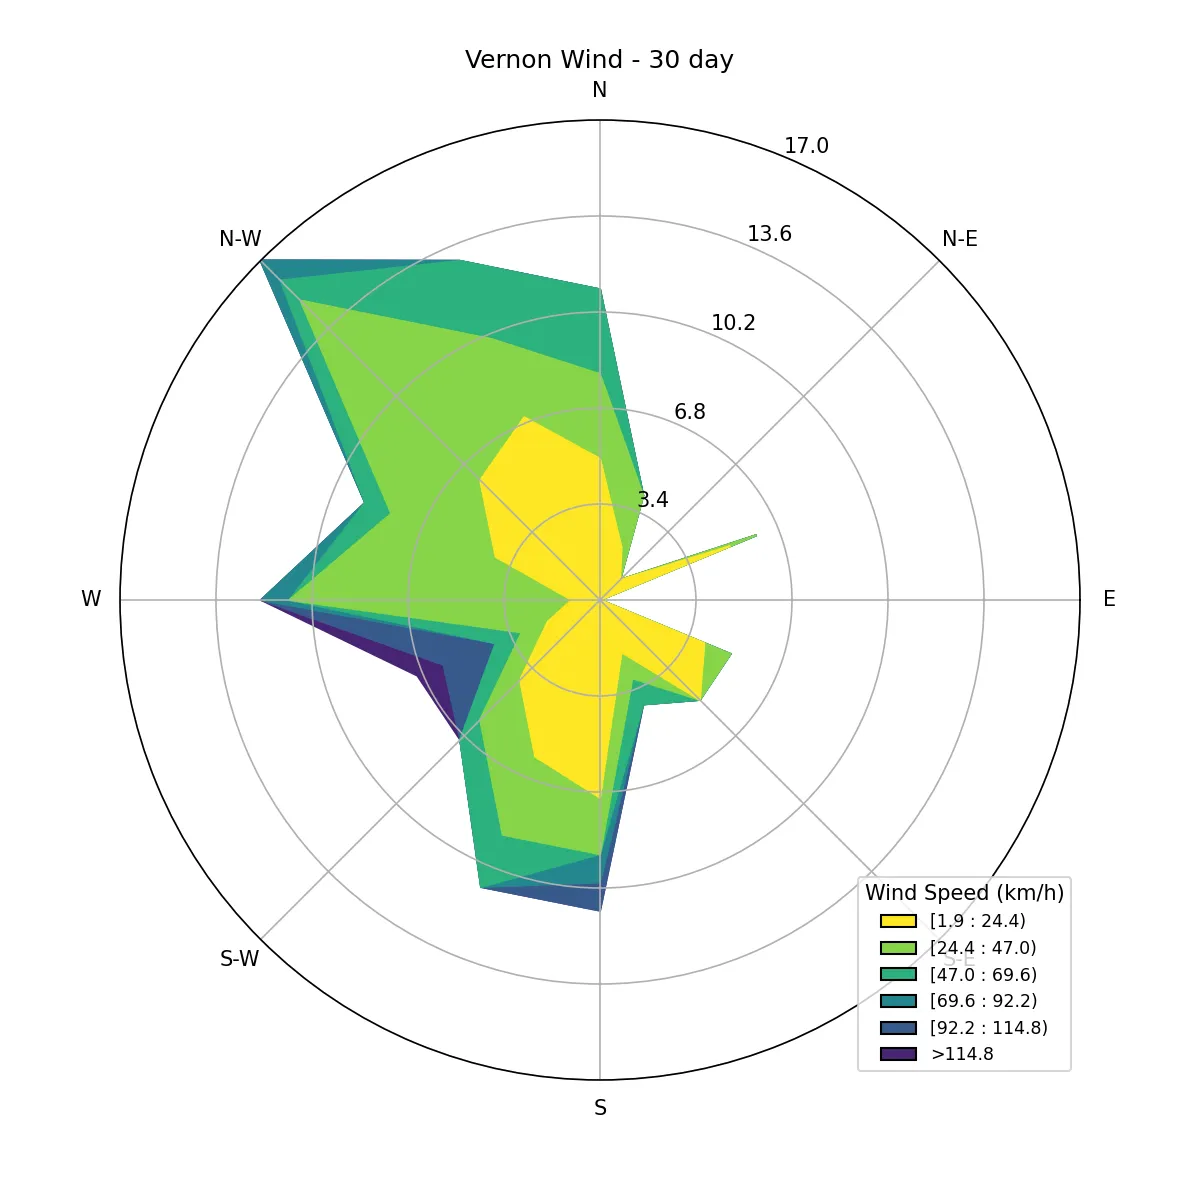 Vernon Wind - 30 day
N
17.0
13.6
N-W
N-E
10.2
6.8
3.4
W
E
Wind Speed (km/h)
[1.9 : 24.4)
[24.4 : 47.0)
[47.0 : 69.6)
[69.6 : 92.2)
[92.2 : 114.8)
>114.8
S-W
S-E
S